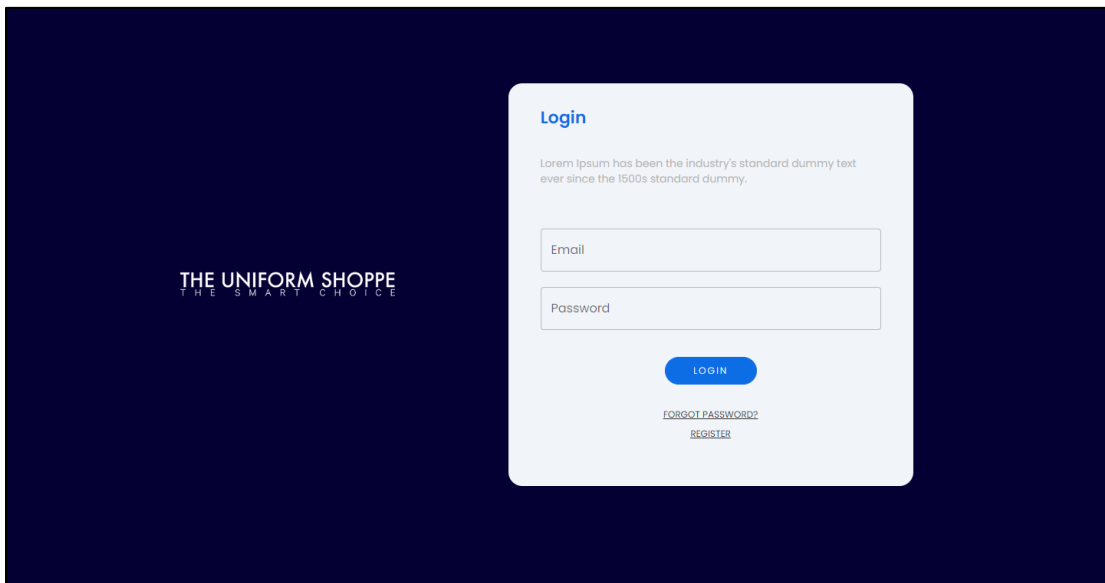 THE UNIFORM SHOPPE
THE SMART CHOICE
Login
Lorem Ipsum has been the industry's standard dummy text
ever since the 1500s standard dummy.
Email
Password
LOGIN
FORGOT PASSWORD?
REGISTER